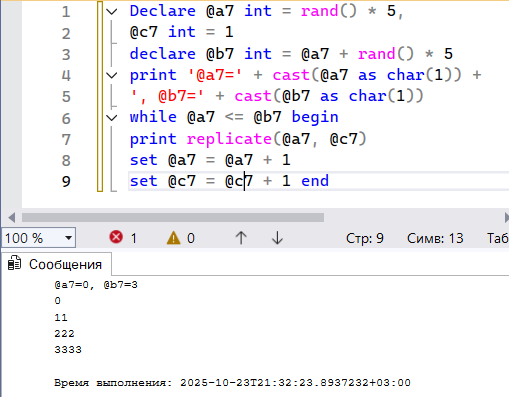 1 Declare @a7 int = rand() * 5,
2 @c7 int = 1
3 declare @b7 int = @a7 + rand() * 5
4 print '@a7=' + cast(@a7 as char(1)) +
5 ', @b7=' + cast(@b7 as char(1))
6 while @a7 <= @b7 begin
7 print replicate(@a7, @c7)
8 set @a7 = @a7 + 1
9 set @c7 = @c7 + 1 end
100 % 1 0 Стр: 9 Симв: 13 Таб
Сообщения
@a7=0, @b7=3
0
11
222
3333
Время выполнения: 2025-10-23T21:32:23.8937232+03:00